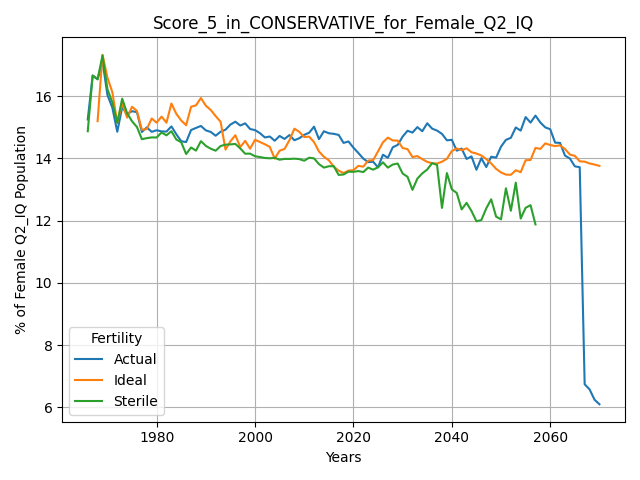 Score_5_in_CONSERVATIVE_for_Female_Q2_IQ
% of Female Q2_IQ Population
16
14
12
10
8
6
Fertility
Actual
Ideal
Sterile
1980
2000
2020
2040
2060
Years